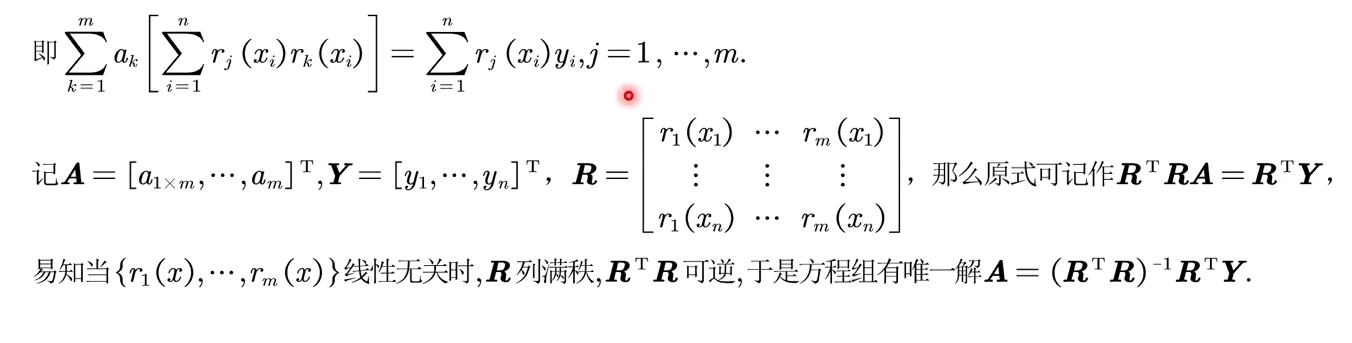 即 \sum_{k=1}^{m} a_k \left[ \sum_{i=1}^{n} r_j(x_i) r_k(x_i) \right] = \sum_{i=1}^{n} r_j(x_i) y_i, j=1, \cdots, m.
记 \boldsymbol{A} = [a_{1 \times m}, \cdots, a_m]^{\mathrm{T}}, \boldsymbol{Y} = [y_1, \cdots, y_n]^{\mathrm{T}}, \boldsymbol{R} = \begin{bmatrix} r_1(x_1) & \cdots & r_m(x_1) \\ \vdots & \vdots & \vdots \\ r_1(x_n) & \cdots & r_m(x_n) \end{bmatrix}, 那么原式可记作 \boldsymbol{R}^{\mathrm{T}} \boldsymbol{R} \boldsymbol{A} = \boldsymbol{R}^{\mathrm{T}} \boldsymbol{Y},
易知当 \{r_1(x), \cdots, r_m(x)\} 线性无关时, \boldsymbol{R} 列满秩, \boldsymbol{R}^{\mathrm{T}} \boldsymbol{R} 可逆, 于是方程组有唯一解 \boldsymbol{A} = (\boldsymbol{R}^{\mathrm{T}} \boldsymbol{R})^{-1} \boldsymbol{R}^{\mathrm{T}} \boldsymbol{Y}.